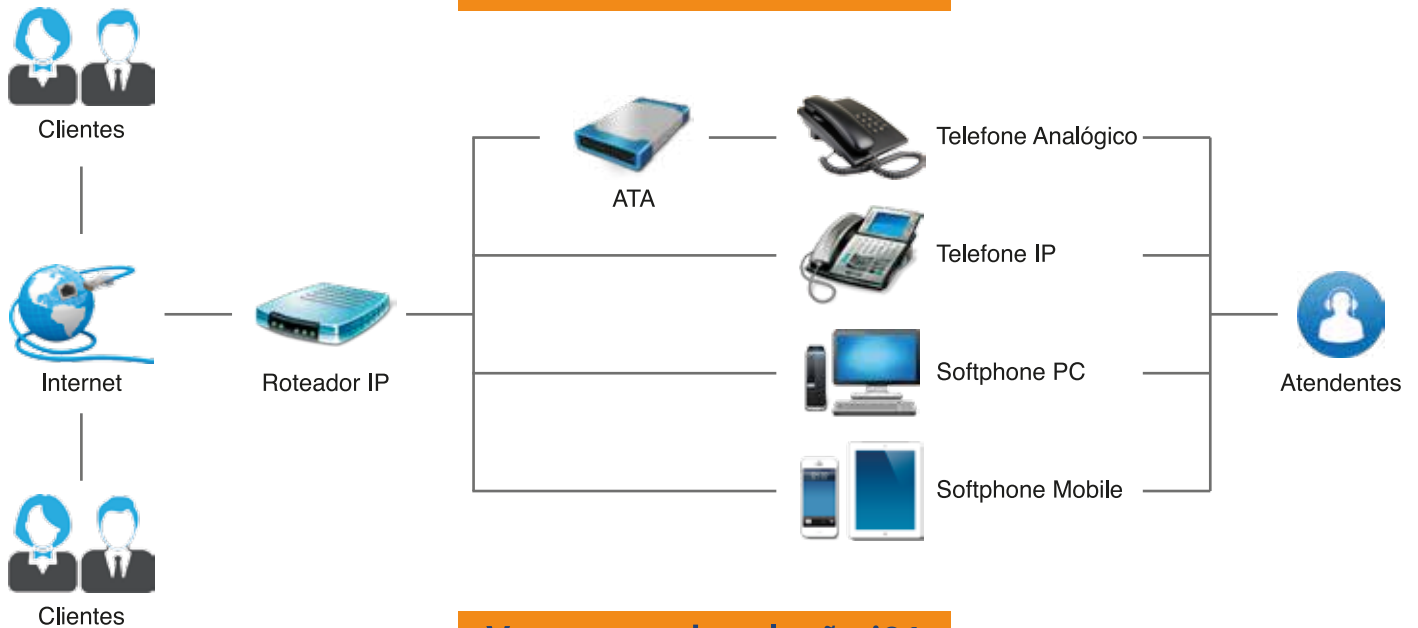 Clientes
ATA
Telefone Analógico
Telefone IP
Internet
Roteador IP
Softphone PC
Atendentes
Softphone Mobile
Clientes